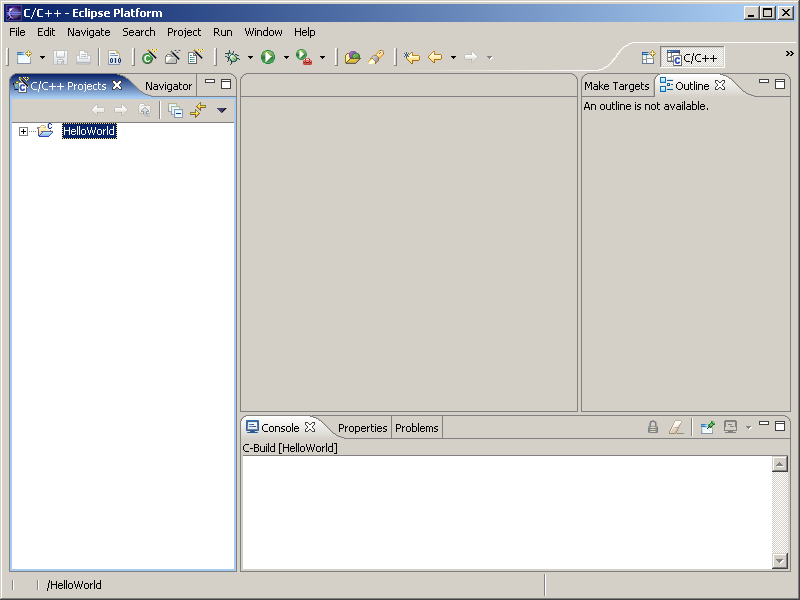 C/C++ - Eclipse Platform
File Edit Navigate Search Project Run Window Help
010
C/C++
»
C/C++ Projects
Navigator
Make Targets
Outline
HelloWorld
An outline is not available.
Console
Properties
Problems
C-Build [HelloWorld]
/HelloWorld